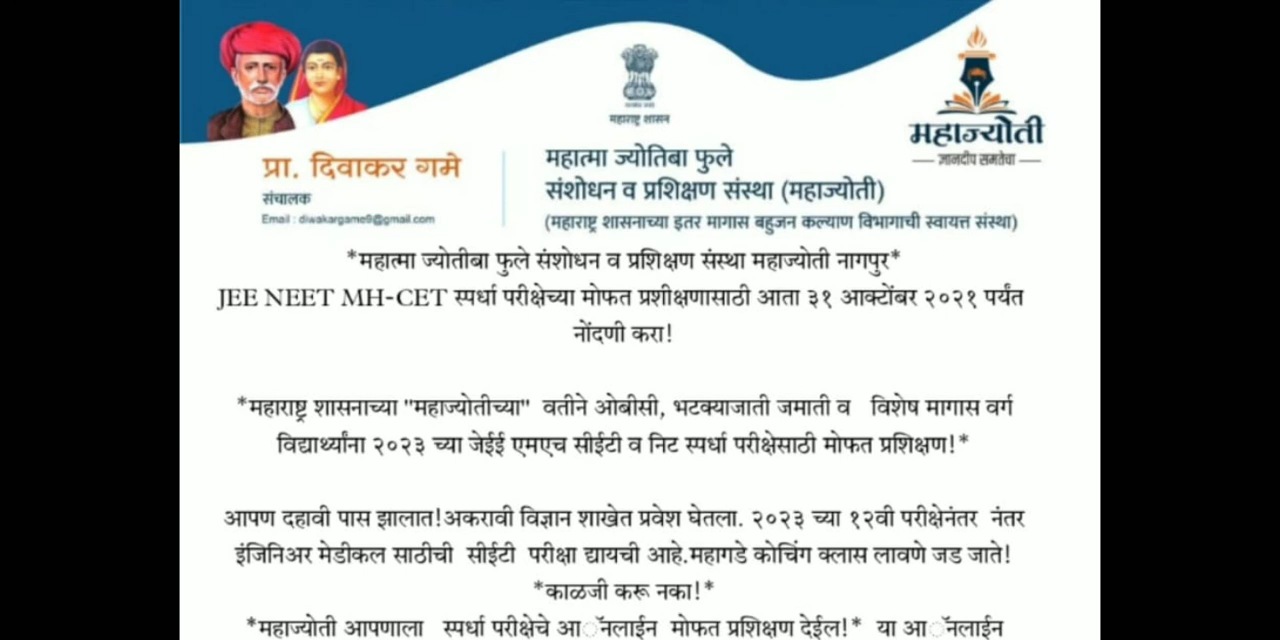 महाराष्ट्र शासन
महाज्योती
ज्ञानदीप समतेचा
प्रा. दिवाकर गमे
संचालक
Email : diwakargame9@gmail.com
महात्मा ज्योतिबा फुले
संशोधन व प्रशिक्षण संस्था (महाज्योती)
(महाराष्ट्र शासनाच्या इतर मागास बहुजन कल्याण विभागाची स्वायत्त संस्था)
*महात्मा ज्योतीबा फुले संशोधन व प्रशिक्षण संस्था महाज्योती नागपुर*
JEE NEET MH-CET स्पर्धा परीक्षेच्या मोफत प्रशीक्षणासाठी आता ३१ आक्टोंबर २०२१ पर्यंत
नोंदणी करा!
*महाराष्ट्र शासनाच्या "महाज्योतीच्या" वतीने ओबीसी, भटक्याजाती जमाती व विशेष मागास वर्ग
विद्यार्थ्यांना २०२३ च्या जेईई एमएच सीईटी व निट स्पर्धा परीक्षेसाठी मोफत प्रशिक्षण!*
आपण दहावी पास झालात!अकरावी विज्ञान शाखेत प्रवेश घेतला. २०२३ च्या १२वी परीक्षेनंतर नंतर
इंजिनिअर मेडीकल साठीची सीईटी परीक्षा द्यायची आहे.महागडे कोचिंग क्लास लावणे जड जाते!
*काळजी करू नका!*
*महाज्योती आपणाला स्पर्धा परीक्षेचे आॅनलाईन मोफत प्रशिक्षण देईल!* या आॅनलाईन